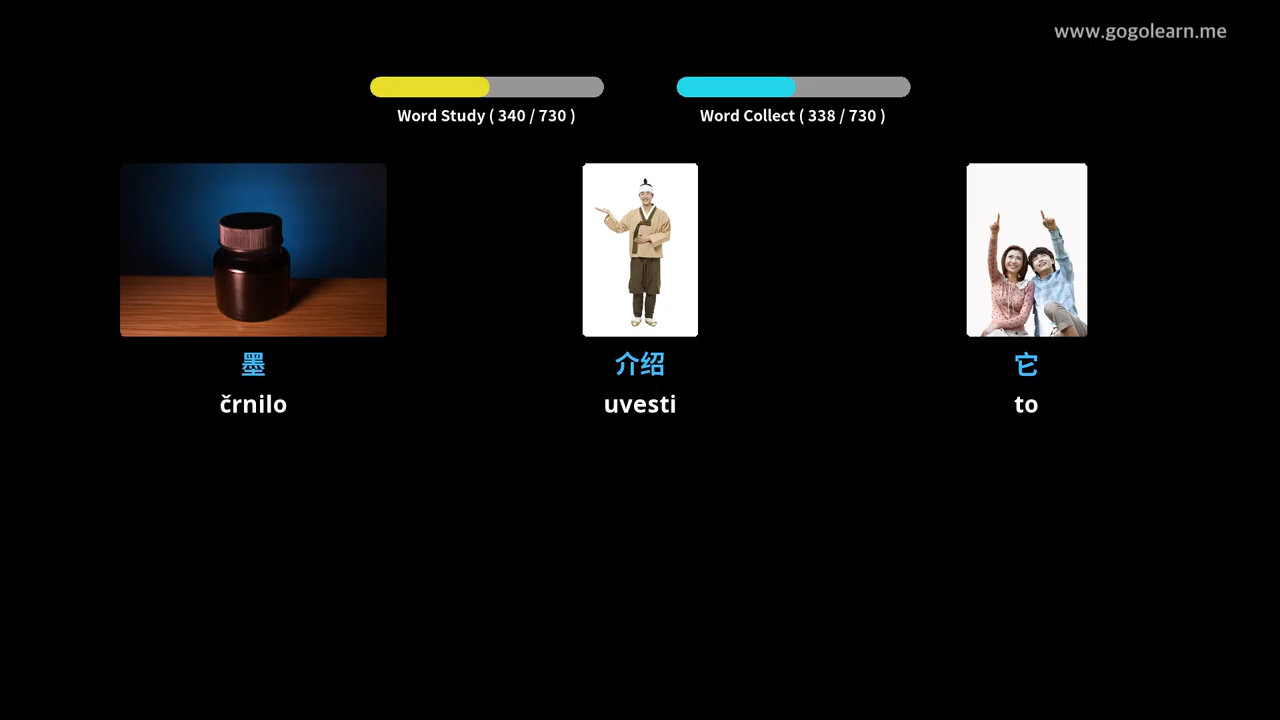 www.gogolearn.me
Word Study ( 340 / 730 )
Word Collect ( 338 / 730 )
墨
介绍
它
črnilo
uvesti
to